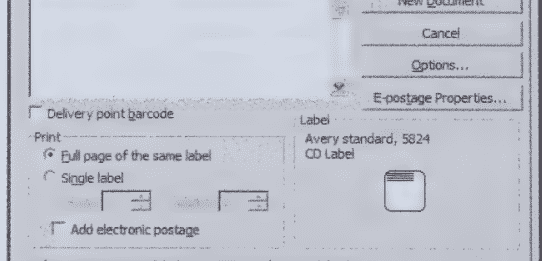 New Document
Cancel
Options...
E-postage Properties...
Delivery point barcode
Label
Print
Avery standard, 5824
Full page of the same label
CD Label
Single label
Add electronic postage